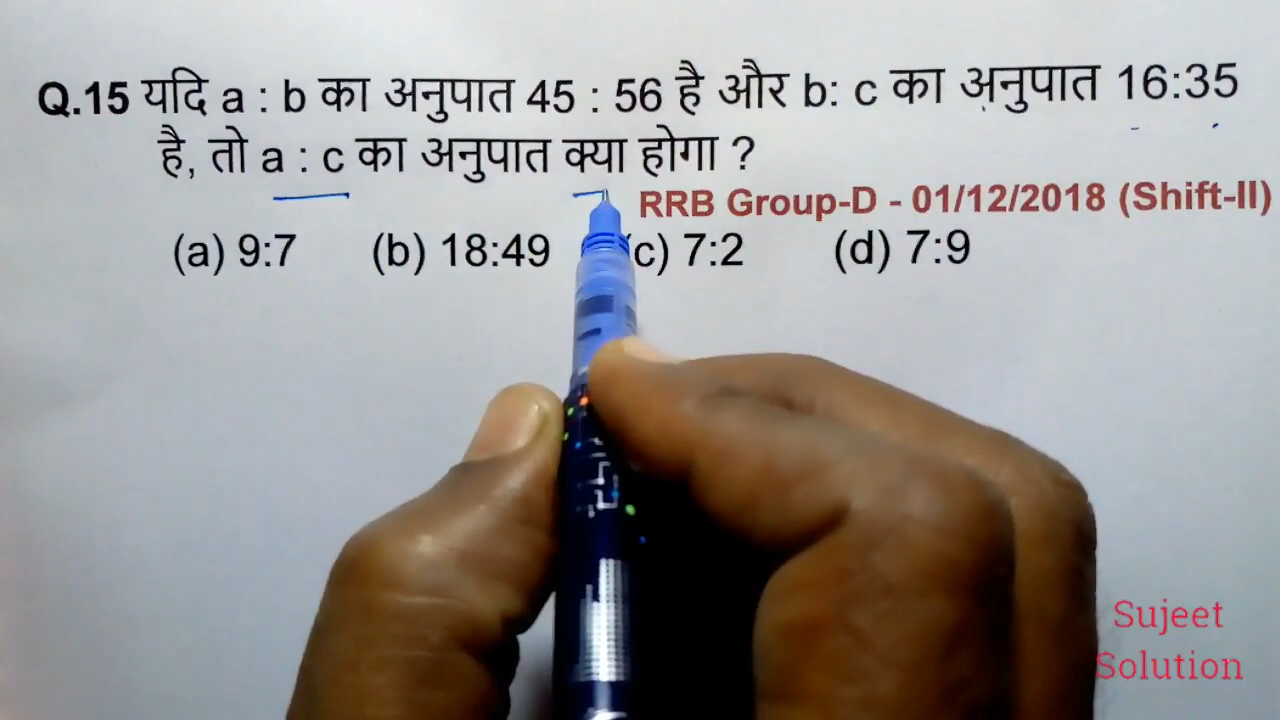 Q.15 यदि a : b का अनुपात 45 : 56 है और b: c का अनुपात 16:35
है, तो a : c का अनुपात क्या होगा ?
RRB Group-D - 01/12/2018 (Shift-II)
(a) 9:7 (b) 18:49 (c) 7:2 (d) 7:9
Sujeet
Solution